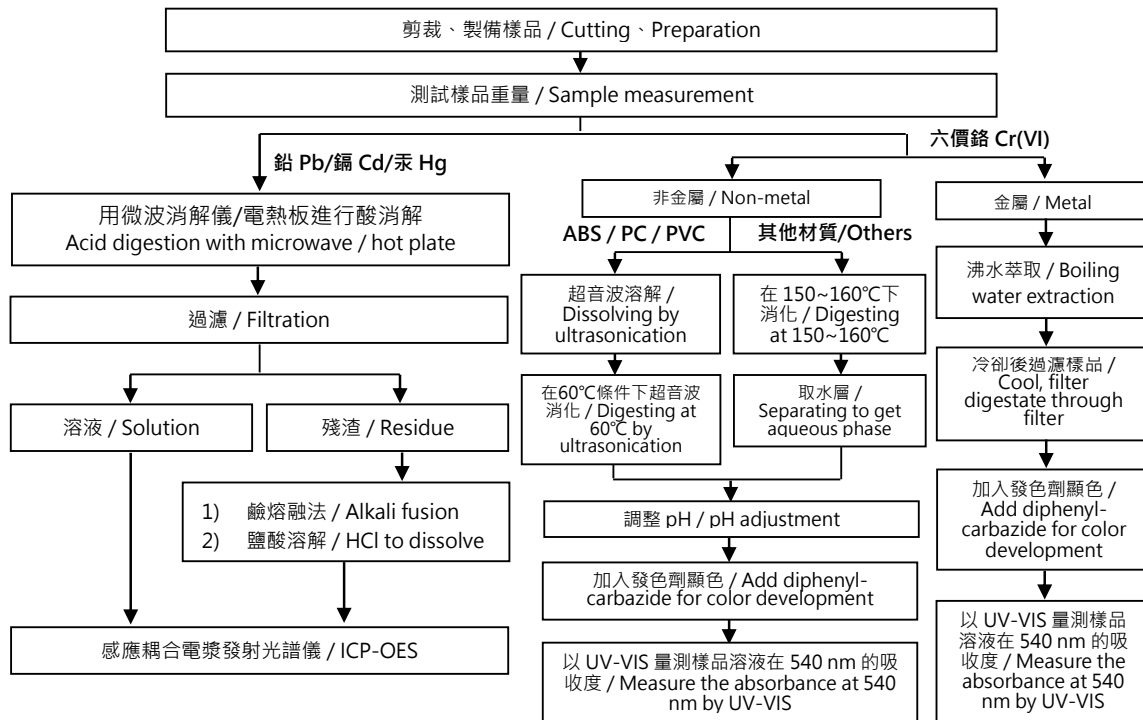 剪裁、製備樣品 / Cutting、Preparation
測試樣品重量 / Sample measurement
鉛 Pb/鎘 Cd/汞 Hg
六價鉻 Cr(VI)
用微波消解儀/電熱板進行酸消解
Acid digestion with microwave / hot plate
過濾 / Filtration
溶液 / Solution
殘渣 / Residue
1) 鹼熔融法 / Alkali fusion
2) 鹽酸溶解 / HCl to dissolve
感應耦合電漿發射光譜儀 / ICP-OES
非金屬 / Non-metal
ABS / PC / PVC
其他材質/Others
超音波溶解 /
Dissolving by
ultrasonication
在60℃條件下超音波
消化 / Digesting at
60℃ by
ultrasonication
在 150~160℃下
消化 / Digesting
at 150~160℃
取水層 /
Separating to get
aqueous phase
調整 pH / pH adjustment
加入發色劑顯色 / Add diphenyl-
carbazide for color development
以 UV-VIS 量測樣品溶液在 540 nm 的吸
收度 / Measure the absorbance at 540
nm by UV-VIS
金屬 / Metal
沸水萃取 / Boiling
water extraction
冷卻後過濾樣品 /
Cool, filter
digestate through
filter
加入發色劑顯色 /
Add diphenyl-
carbazide for color
development
以 UV-VIS 量測樣品
溶液在 540 nm 的吸
收度 / Measure the
absorbance at 540
nm by UV-VIS